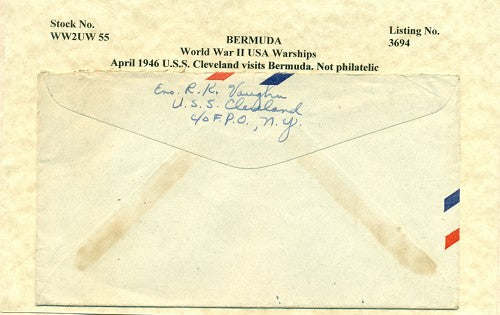 Stock No.
WW2UW 55
BERMUDA
World War II USA Warships
April 1946 U.S.S. Cleveland visits Bermuda. Not philatelic
Listing No.
3694
Ens. R. K. Vaughn
U.S.S. Cleveland
c/o F.P.O., N.Y.